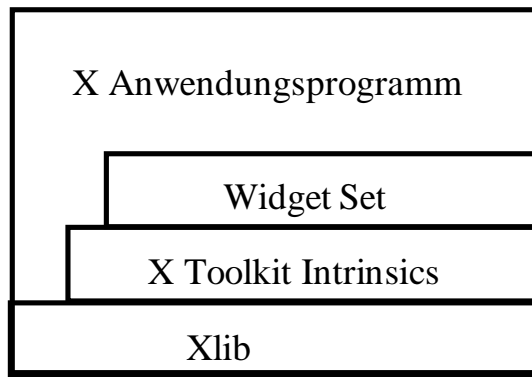 X Anwendungsprogramm
Widget Set
X Toolkit Intrinsics
Xlib